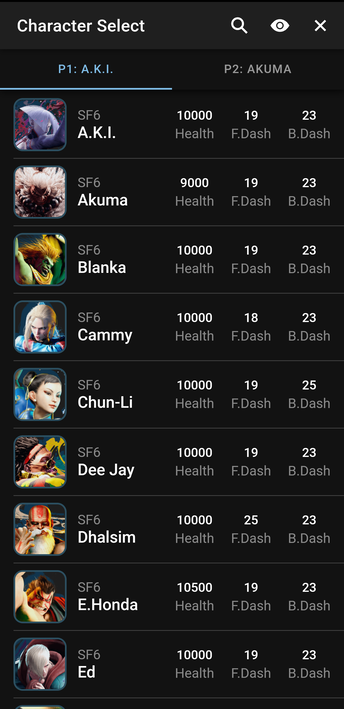 Character Select
P1: A.K.I. P2: AKUMA
SF6
A.K.I.
10000 19 23
Health F.Dash B.Dash
SF6
Akuma
9000 19 23
Health F.Dash B.Dash
SF6
Blanka
10000 19 23
Health F.Dash B.Dash
SF6
Cammy
10000 18 23
Health F.Dash B.Dash
SF6
Chun-Li
10000 19 25
Health F.Dash B.Dash
SF6
Dee Jay
10000 19 23
Health F.Dash B.Dash
SF6
Dhalsim
10000 25 23
Health F.Dash B.Dash
SF6
E.Honda
10500 19 23
Health F.Dash B.Dash
SF6
Ed
10000 19 23
Health F.Dash B.Dash